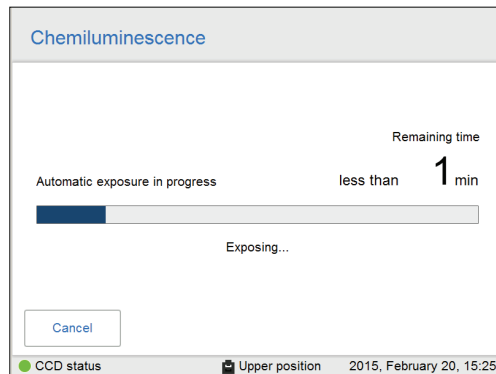 Chemiluminescence
Remaining time
Automatic exposure in progress less than 1 min
Exposing...
Cancel
CCD status Upper position 2015, February 20, 15:25